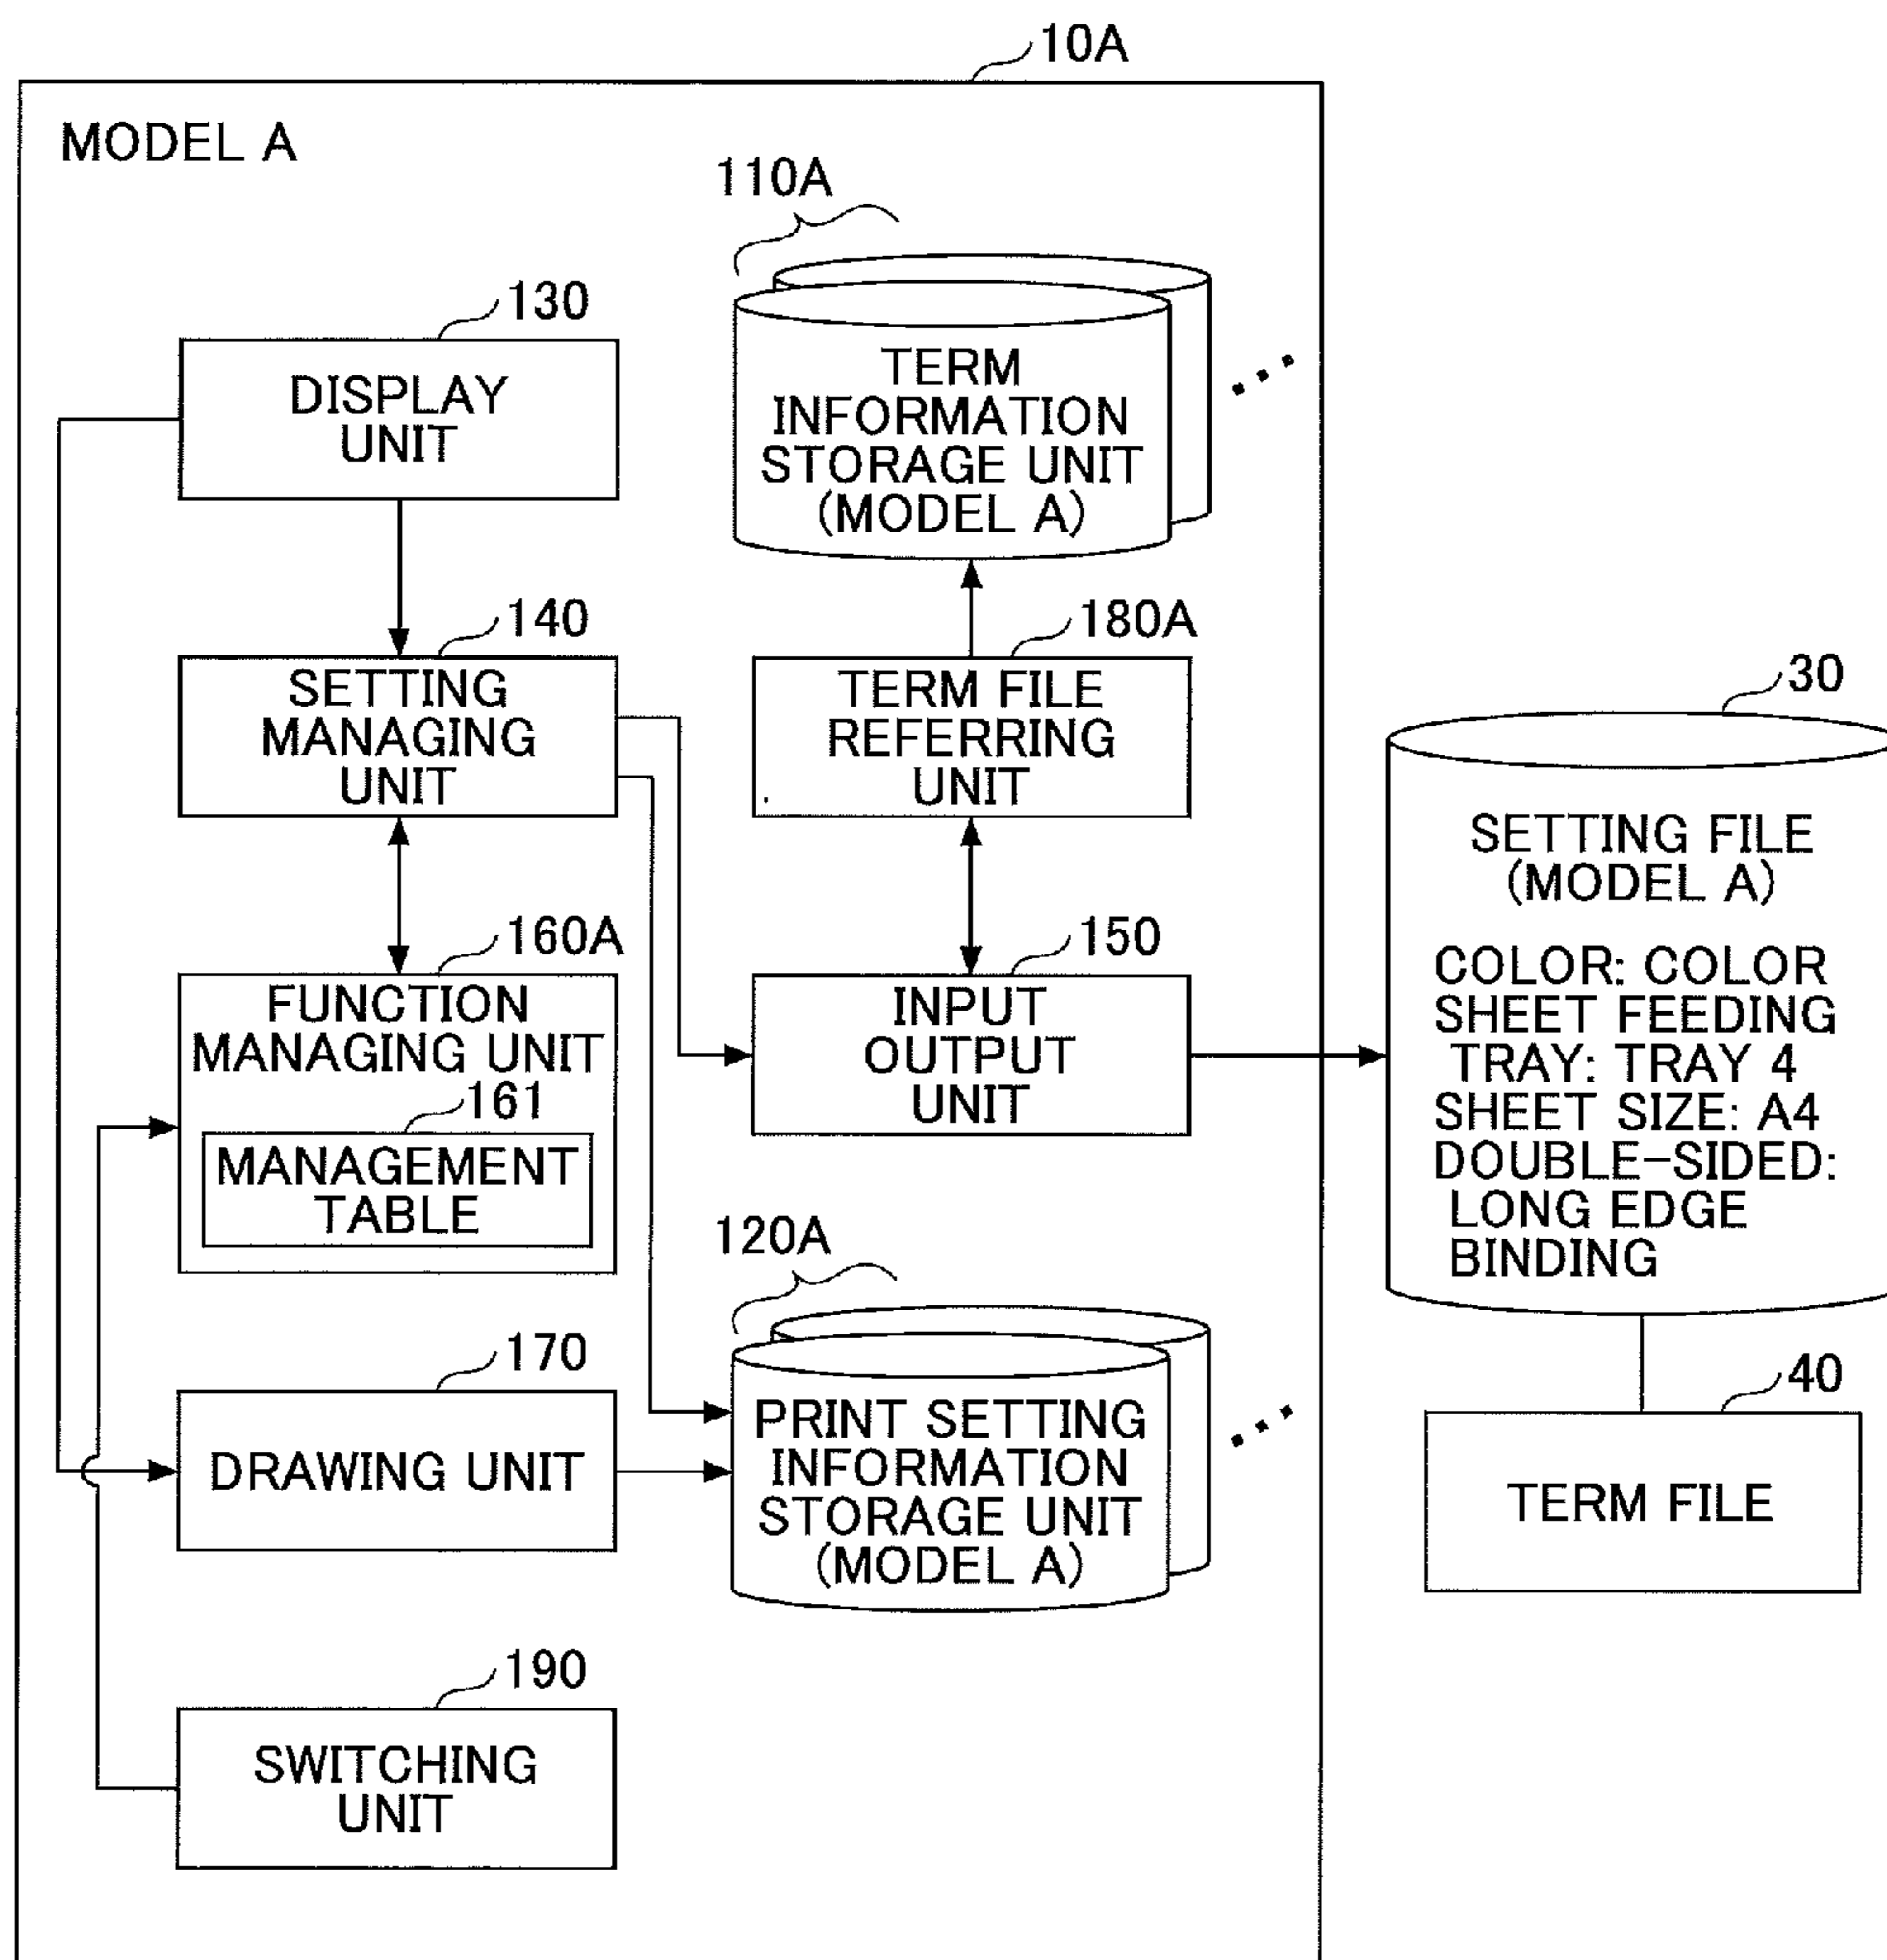 10A
MODEL A
110A
130
DISPLAY
UNIT
TERM
INFORMATION
STORAGE UNIT
(MODEL A)
140
SETTING
MANAGING
UNIT
180A
TERM FILE
REFERRING
UNIT
30
SETTING FILE
(MODEL A)
COLOR: COLOR
SHEET FEEDING
TRAY: TRAY 4
SHEET SIZE: A4
DOUBLE-SIDED:
LONG EDGE
BINDING
160A
FUNCTION
MANAGING UNIT
161
MANAGEMENT
TABLE
150
INPUT
OUTPUT
UNIT
120A
PRINT SETTING
INFORMATION
STORAGE UNIT
(MODEL A)
170
DRAWING UNIT
40
TERM FILE
190
SWITCHING
UNIT